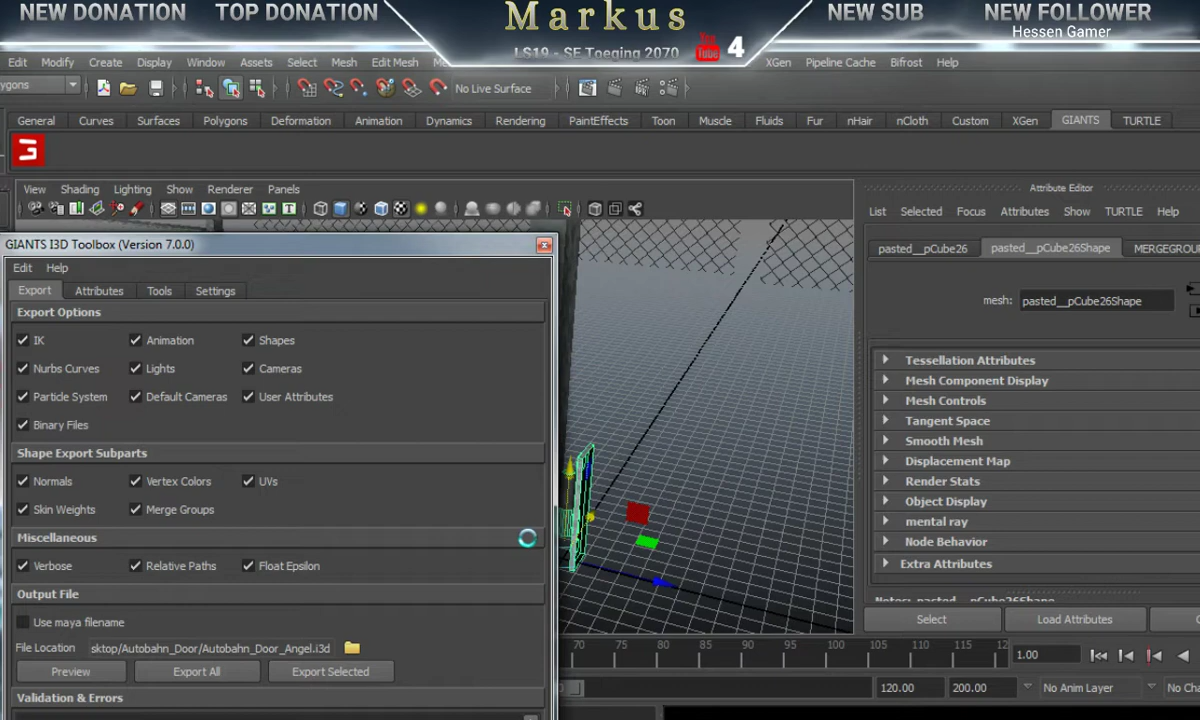 NEW DONATION
TOP DONATION
Markus
LS19 - SE Toeging 2070
You Tube 4
NEW SUB
NEW FOLLOWER
Hessen Gamer
Edit Modify Create Display Window Assets Select Mesh Edit Mesh XGen Pipeline Cache Bifrost Help
No Live Surface
General Curves Surfaces Polygons Deformation Animation Dynamics Rendering PaintEffects Toon Muscle Fluids Fur nHair nCloth Custom XGen GIANTS TURTLE
View Shading Lighting Show Renderer Panels
Attribute Editor
List Selected Focus Attributes Show TURTLE Help
pasted__pCube26 pasted__pCube26Shape MERGEGROU
mesh: pasted__pCube26Shape
Tessellation Attributes
Mesh Component Display
Mesh Controls
Tangent Space
Smooth Mesh
Displacement Map
Render Stats
Object Display
mental ray
Node Behavior
Extra Attributes
Notes: pasted__pCube26Shape
Select Load Attributes
GIANTS I3D Toolbox (Version 7.0.0)
Edit Help
Export Attributes Tools Settings
Export Options
IK Animation Shapes
Nurbs Curves Lights Cameras
Particle System Default Cameras User Attributes
Binary Files
Shape Export Subparts
Normals Vertex Colors UVs
Skin Weights Merge Groups
Miscellaneous
Verbose Relative Paths Float Epsilon
Output File
Use maya filename
File Location sktop/Autobahn_Door/Autobahn_Door_Angel.i3d
Preview Export All Export Selected
Validation & Errors
70 75 80 85 90 95 100 105 110 115 12
1.00
120.00 200.00 No Anim Layer No Cha